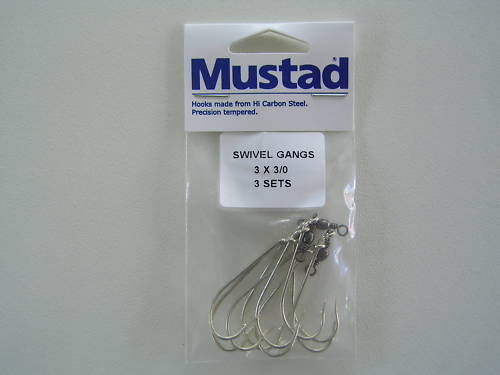 Mustad
Hooks made from Hi Carbon Steel.
Precision tempered.
SWIVEL GANGS
3 X 3/0
3 SETS